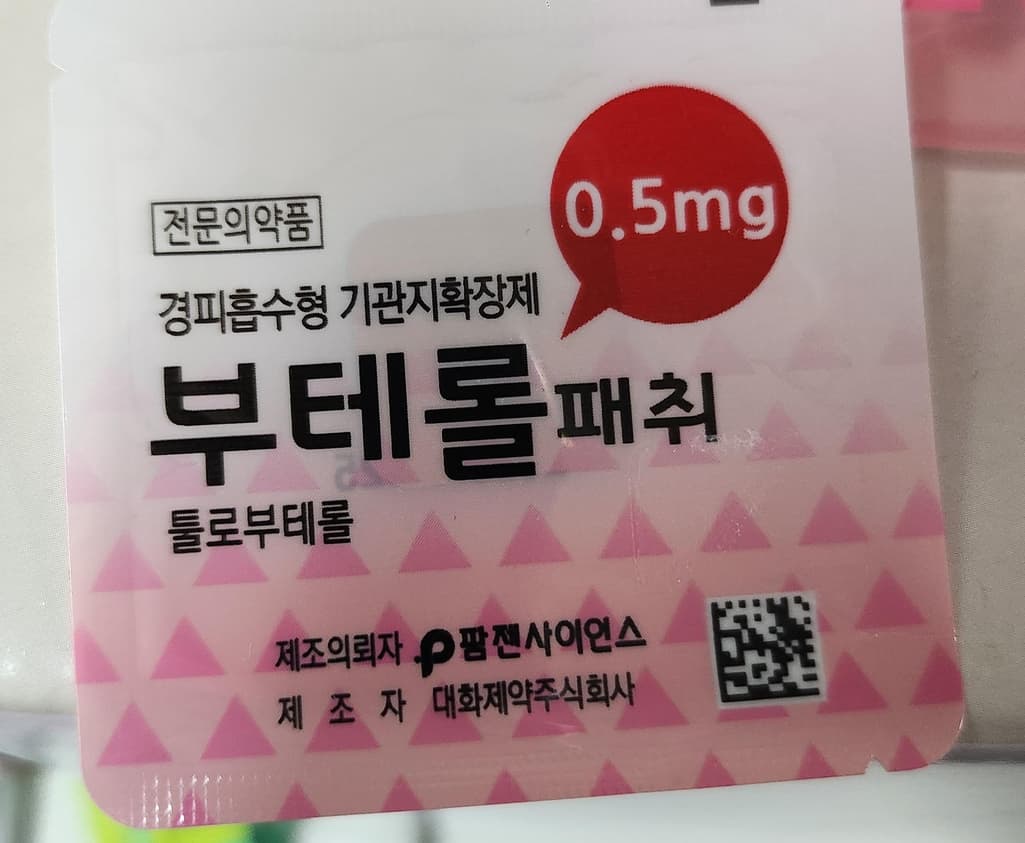 0.5mg
전문의약품
경피흡수형 기관지확장제
부테롤패취
툴로부테롤
제조의뢰자 팜젠사이언스
제 조 자 대화제약주식회사